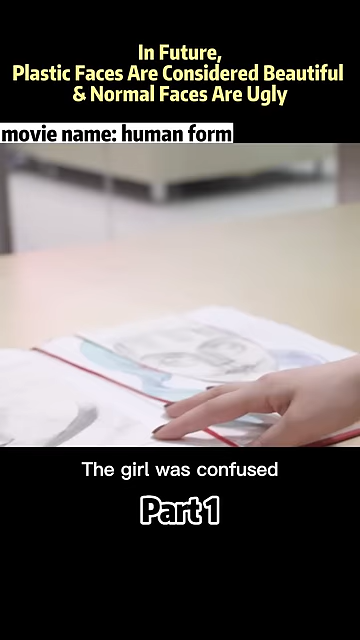 In Future,
Plastic Faces Are Considered Beautiful
& Normal Faces Are Ugly
movie name: human form
The girl was confused
Part 1